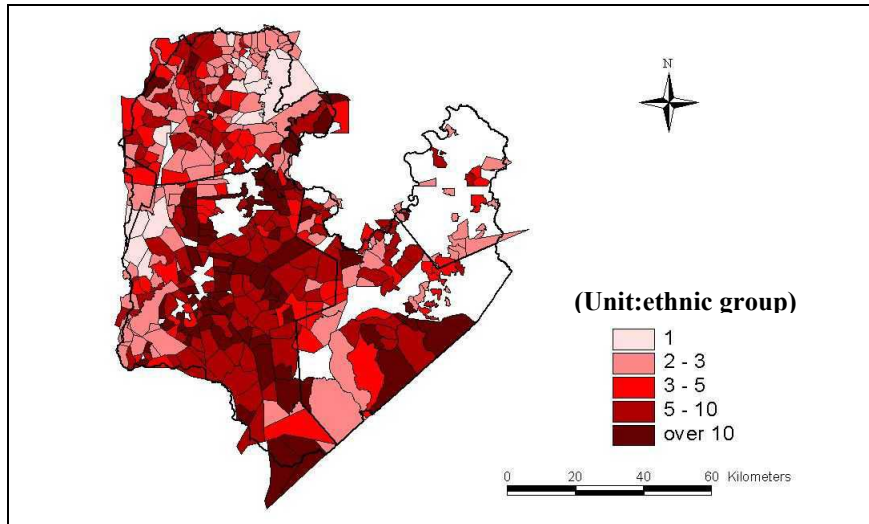 N
(Unit:ethnic group)
1
2 - 3
3 - 5
5 - 10
over 10
0 20 40 60 Kilometers